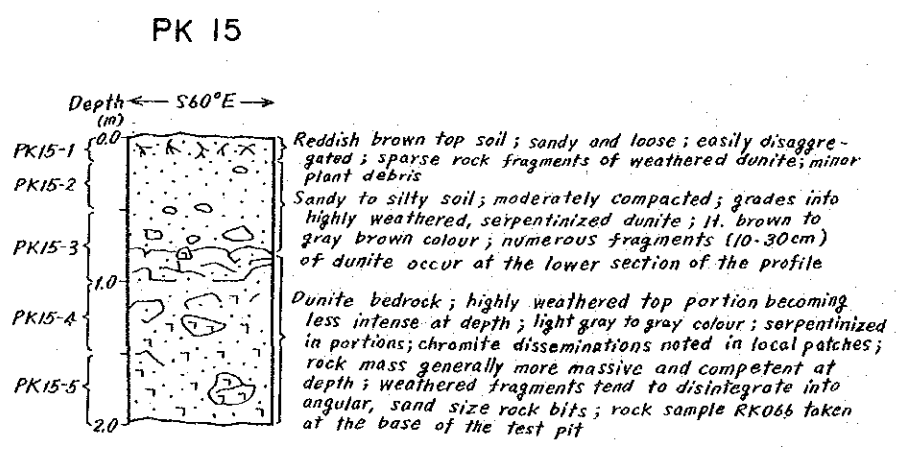 PK 15
Depth ← S60°E →
(m)
0.0
PK15-1
PK15-2
PK15-3
1.0
PK15-4
PK15-5
2.0
Reddish brown top soil ; sandy and loose ; easily disaggre-
gated ; sparse rock fragments of weathered dunite ; minor
plant debris
Sandy to silty soil ; moderately compacted ; grades into
highly weathered, serpentinized dunite ; lt. brown to
gray brown colour ; numerous fragments (10-30cm)
of dunite occur at the lower section of the profile
Dunite bedrock ; highly weathered top portion becoming
less intense at depth ; light gray to gray colour ; serpentinized
in portions ; chromite disseminations noted in local patches ;
rock mass generally more massive and competent at
depth ; weathered fragments tend to disintegrate into
angular, sand size rock bits ; rock sample RK066 taken
at the base of the test pit